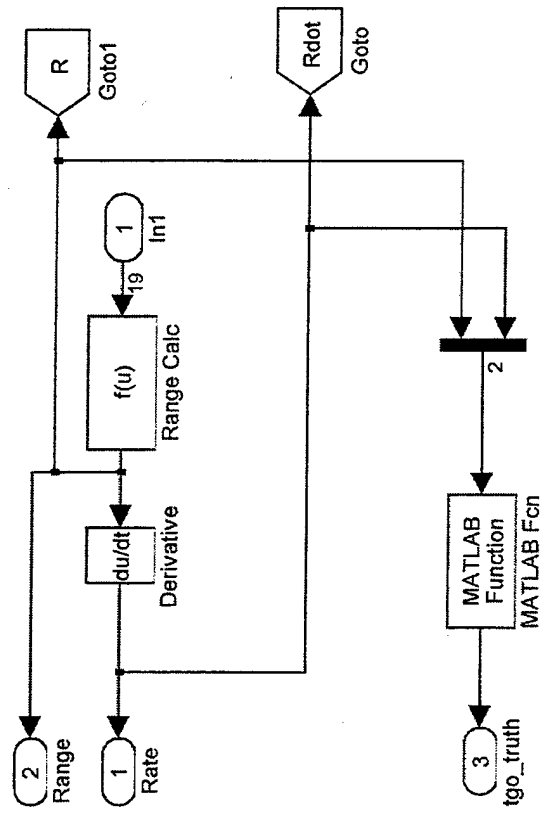 R
Goto1
Rdot
Goto
1
In1
19
f(u)
Range Calc
du/dt
Derivative
2
Range
1
Rate
2
MATLAB
Function
MATLAB Fcn
3
tgo_truth